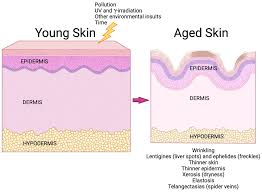 Pollution
UV and γ-irradiation
Other environmental insults
Time
Young Skin
Aged Skin
EPIDERMIS
DERMIS
HYPODERMIS
EPIDERMIS
DERMIS
HYPODERMIS
Wrinkling
Lentigines (liver spots) and ephelides (freckles)
Thinner skin
Thinner epidermis
Xerosis (dryness)
Elastosis
Telangectasias (spider veins)